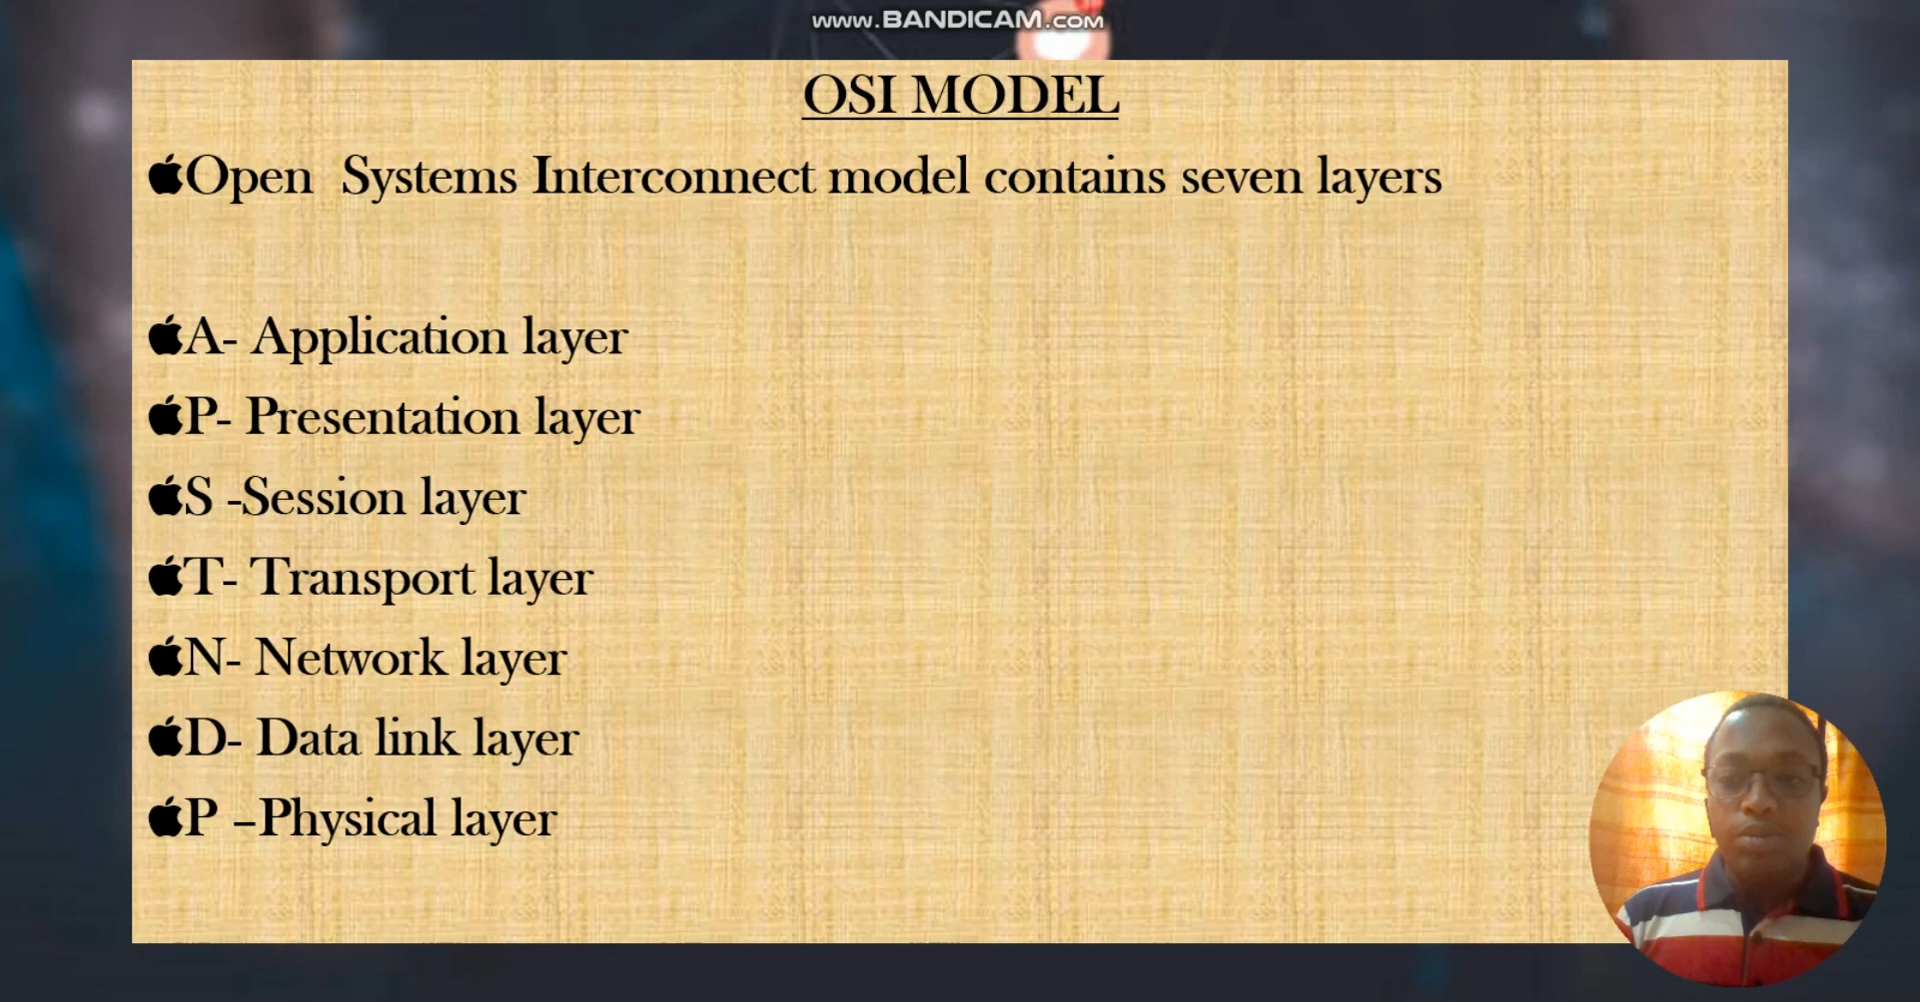 www.BANDICAM.com
OSI MODEL
Open  Systems Interconnect model contains seven layers
A- Application layer
P- Presentation layer
S -Session layer
T- Transport layer
N- Network layer
D- Data link layer
P –Physical layer